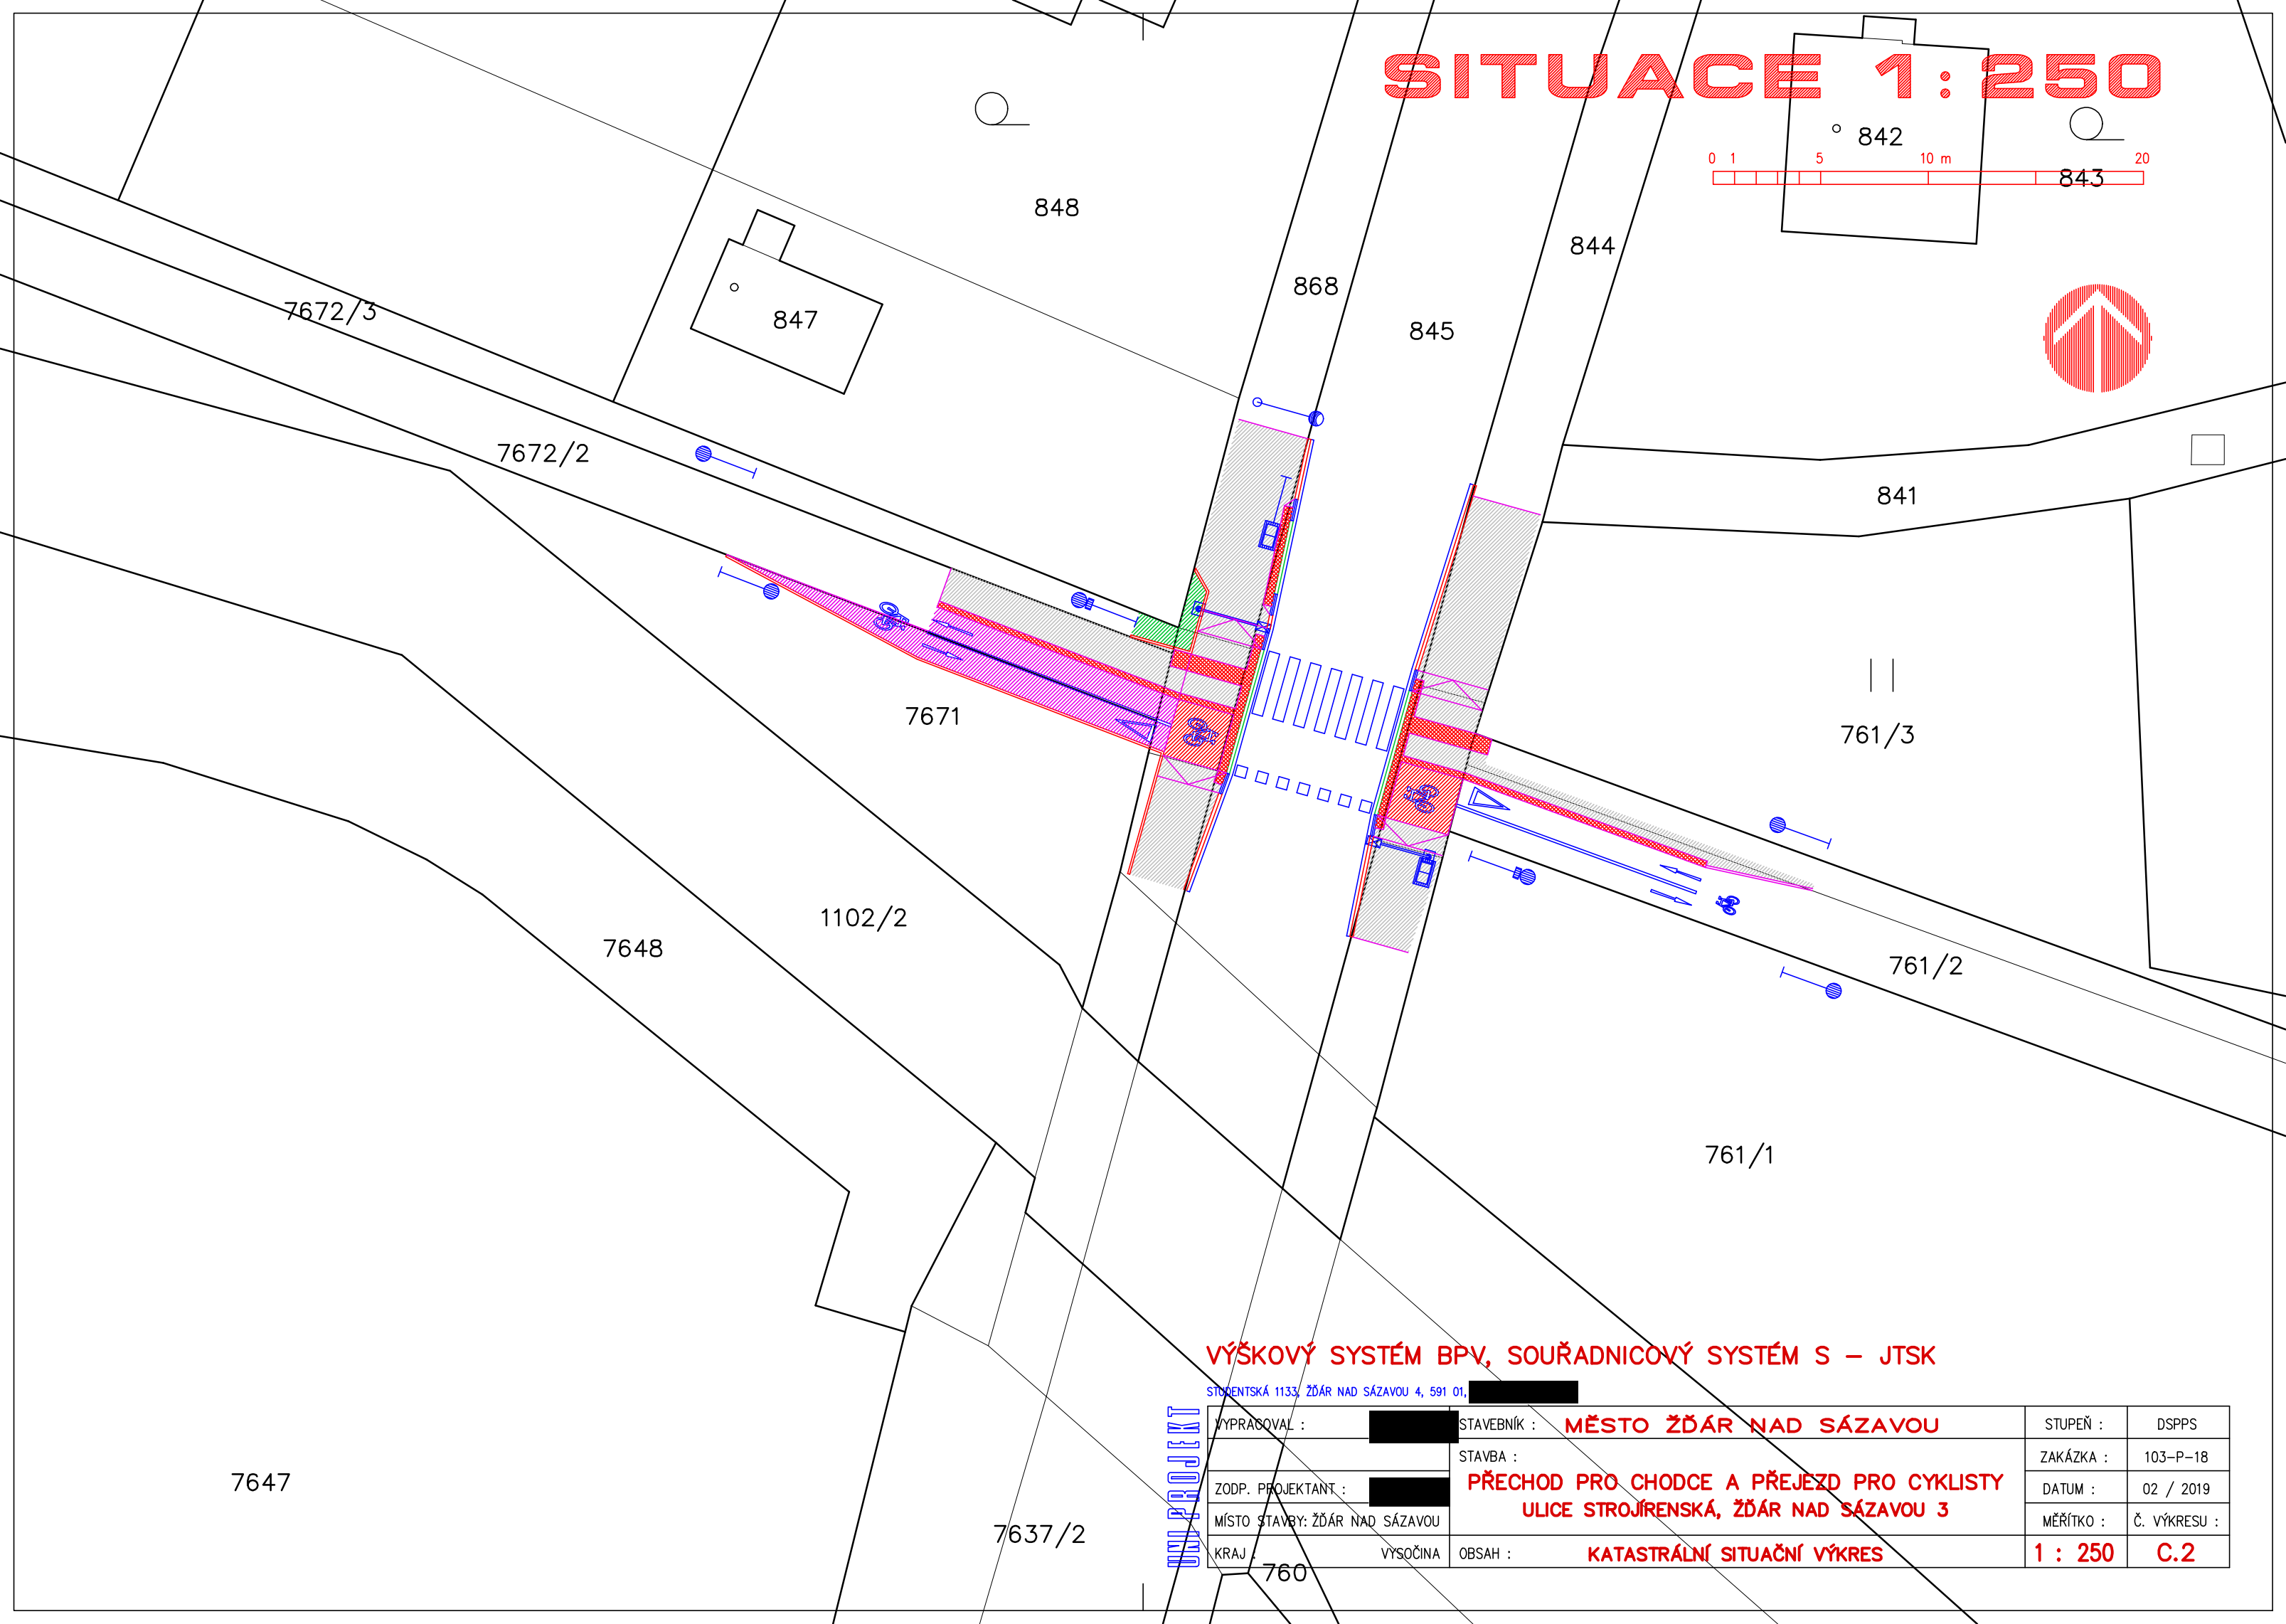 SITUACE 1:250
842
0 1 5 10 m 20
843
848
844
868
7672/3
847
845
7672/2
841
7671
761/3
1102/2
7648
761/2
761/1
VÝŠKOVÝ SYSTÉM BPV, SOUŘADNICOVÝ SYSTÉM S – JTSK
STUDENTSKÁ 1133, ŽĎÁR NAD SÁZAVOU 4, 591 01,
UNIPROJEKT
VYPRACOVAL :
STAVEBNÍK : MĚSTO ŽĎÁR NAD SÁZAVOU
STUPEŇ : DSPPS
STAVBA :
ZAKÁZKA : 103-P-18
PŘECHOD PRO CHODCE A PŘEJEZD PRO CYKLISTY
ULICE STROJÍRENSKÁ, ŽĎÁR NAD SÁZAVOU 3
ZODP. PROJEKTANT :
DATUM : 02 / 2019
MÍSTO STAVBY: ŽĎÁR NAD SÁZAVOU
MĚŘÍTKO : Č. VÝKRESU :
KRAJ : VYSOČINA
OBSAH : KATASTRÁLNÍ SITUAČNÍ VÝKRES
1 : 250 C.2
7647
7637/2
760